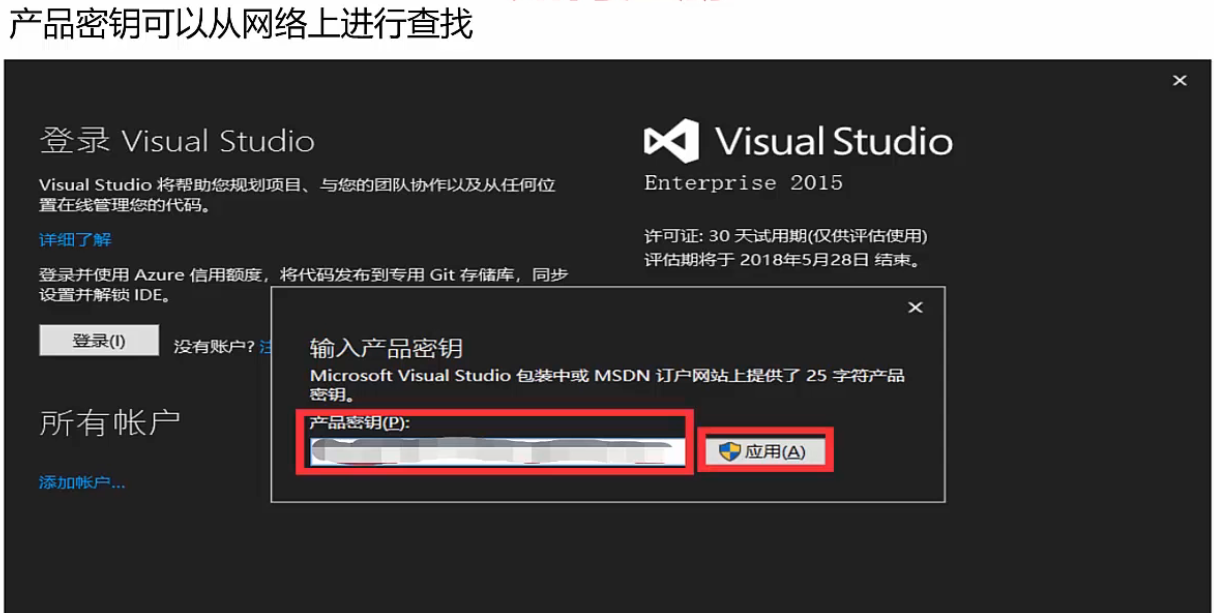 产品密钥可以从网络上进行查找
登录 Visual Studio
Visual Studio 将帮助您规划项目、与您的团队协作以及从任何位
置在线管理您的代码。
详细了解
登录并使用 Azure 信用额度，将代码发布到专用 Git 存储库，同步
设置并解锁 IDE。
登录(I)
没有账户?
所有帐户
添加帐户...
Visual Studio
Enterprise 2015
许可证: 30 天试用期(仅供评估使用)
评估期将于 2018年5月28日 结束。
输入产品密钥
Microsoft Visual Studio 包装中或 MSDN 订户网站上提供了 25 字符产品
密钥。
产品密钥(P):
应用(A)